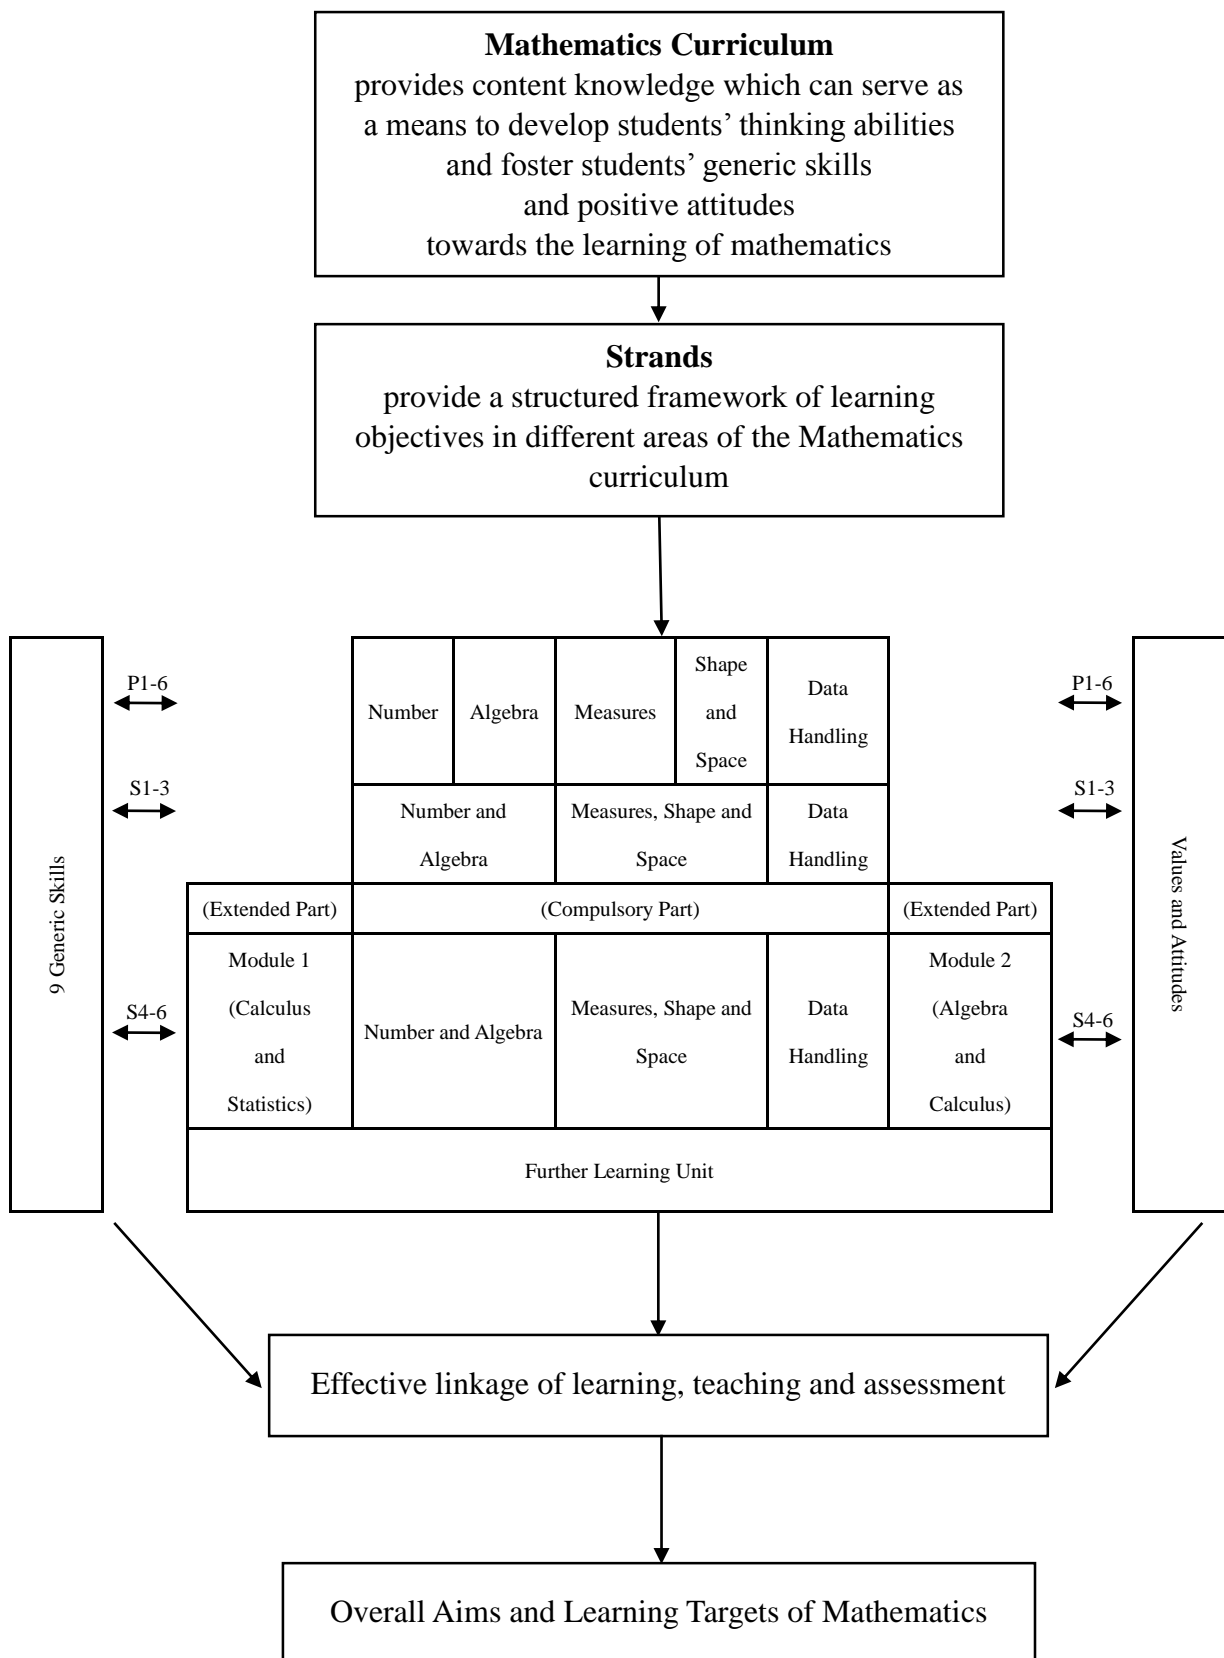 Mathematics Curriculum
provides content knowledge which can serve as
a means to develop students’ thinking abilities
and foster students’ generic skills
and positive attitudes
towards the learning of mathematics
Strands
provide a structured framework of learning
objectives in different areas of the Mathematics
curriculum
9 Generic Skills
P1-6
S1-3
S4-6
Number
Algebra
Measures
Shape
and
Space
Data
Handling
Number and
Algebra
Measures, Shape and
Space
Data
Handling
(Extended Part)
(Compulsory Part)
(Extended Part)
Module 1
(Calculus
and
Statistics)
Number and Algebra
Measures, Shape and
Space
Data
Handling
Module 2
(Algebra
and
Calculus)
Further Learning Unit
P1-6
S1-3
S4-6
Values and Attitudes
Effective linkage of learning, teaching and assessment
Overall Aims and Learning Targets of Mathematics